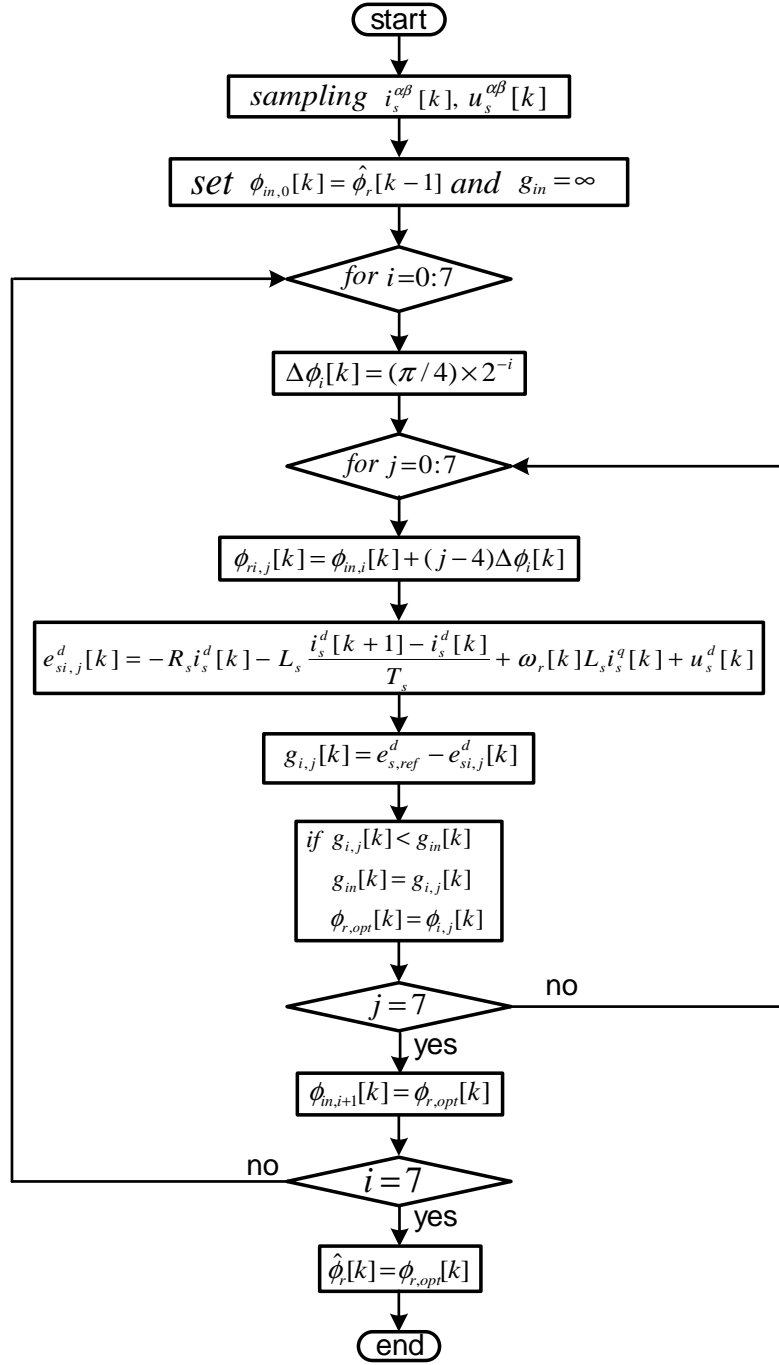 start
sampling i_s^{αβ}[k], u_s^{αβ}[k]
set ϕ_{in,0}[k] = \hat{ϕ}_r[k−1] and g_{in} = ∞
for i=0:7
Δϕ_i[k] = (π/4)×2^{−i}
for j=0:7
ϕ_{ri,j}[k] = ϕ_{in,i}[k] + (j−4)Δϕ_i[k]
e_{si,j}^d[k] = −R_s i_s^d[k] − L_s \frac{i_s^d[k+1] − i_s^d[k]}{T_s} + ω_r[k]L_s i_s^q[k] + u_s^d[k]
g_{i,j}[k] = e_{s,ref}^d − e_{si,j}^d[k]
if g_{i,j}[k] < g_{in}[k]
g_{in}[k] = g_{i,j}[k]
ϕ_{r,opt}[k] = ϕ_{i,j}[k]
j = 7
no
yes
ϕ_{in,i+1}[k] = ϕ_{r,opt}[k]
no
i = 7
yes
\hat{ϕ}_r[k] = ϕ_{r,opt}[k]
end